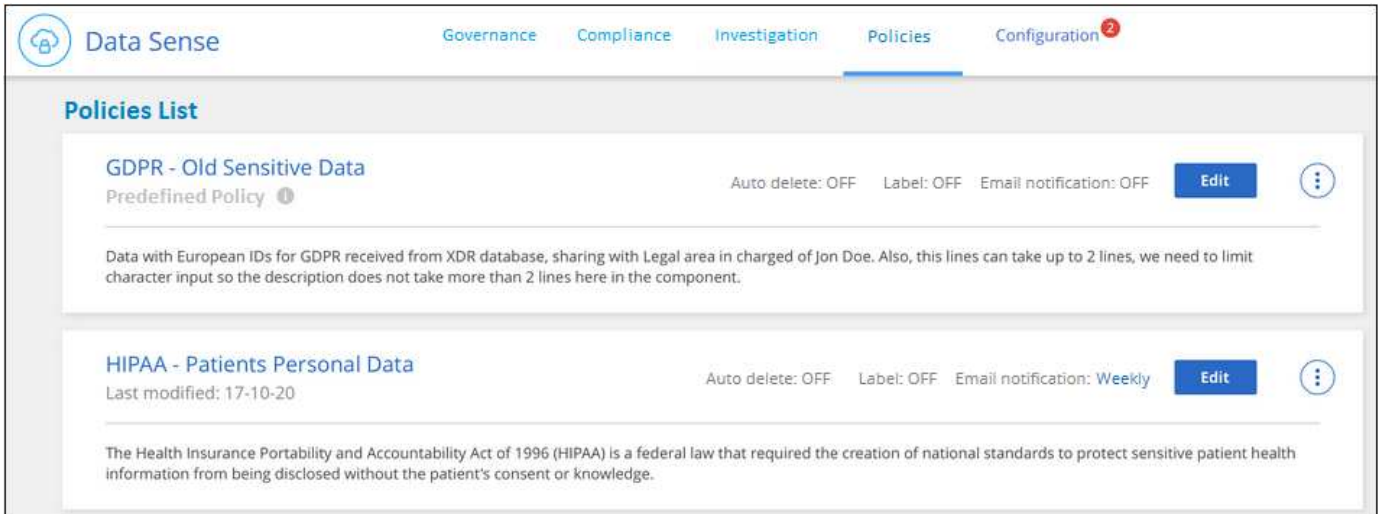 Data Sense
Governance Compliance Investigation Policies Configuration 2
Policies List
GDPR - Old Sensitive Data
Predefined Policy i
Auto delete: OFF Label: OFF Email notification: OFF Edit
Data with European IDs for GDPR received from XDR database, sharing with Legal area in charged of Jon Doe. Also, this lines can take up to 2 lines, we need to limit
character input so the description does not take more than 2 lines here in the component.
HIPAA - Patients Personal Data
Last modified: 17-10-20
Auto delete: OFF Label: OFF Email notification: Weekly Edit
The Health Insurance Portability and Accountability Act of 1996 (HIPAA) is a federal law that required the creation of national standards to protect sensitive patient health
information from being disclosed without the patient's consent or knowledge.